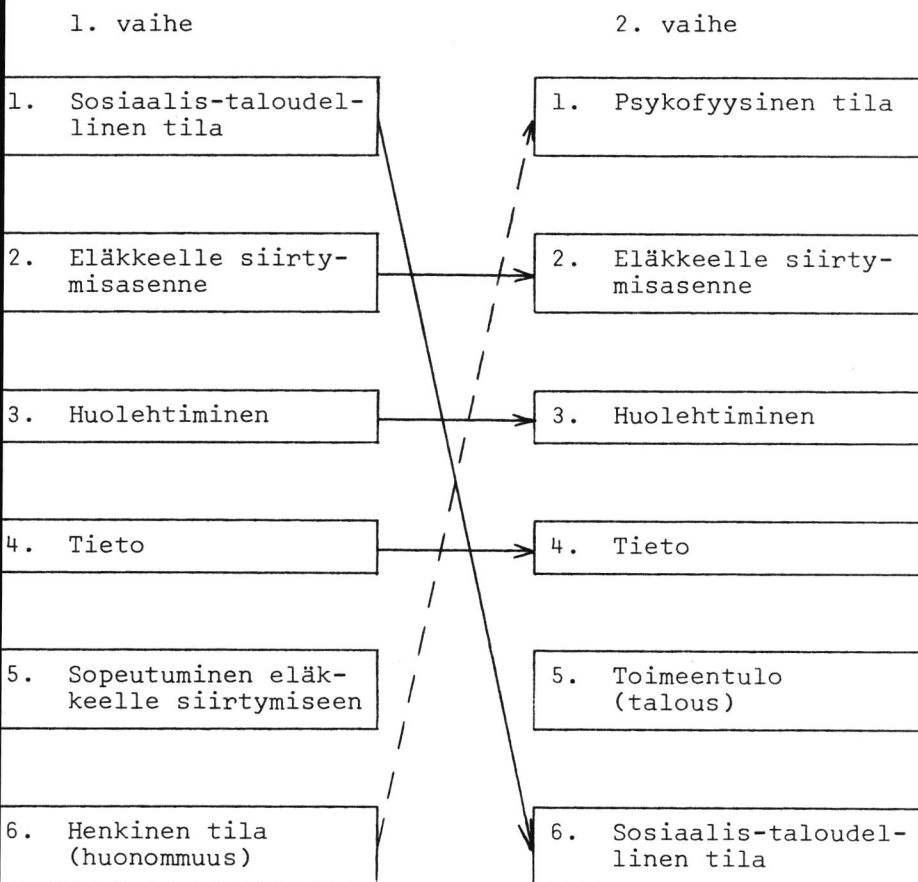 1. vaihe
2. vaihe
1. Sosiaalis-taloudel-
linen tila
1. Psykofyysinen tila
2. Eläkkeelle siirty-
misasenne
2. Eläkkeelle siirty-
misasenne
3. Huolehtiminen
3. Huolehtiminen
4. Tieto
4. Tieto
5. Sopeutuminen eläk-
keelle siirtymiseen
5. Toimeentulo
(talous)
6. Henkinen tila
(huonommuus)
6. Sosiaalis-taloudel-
linen tila